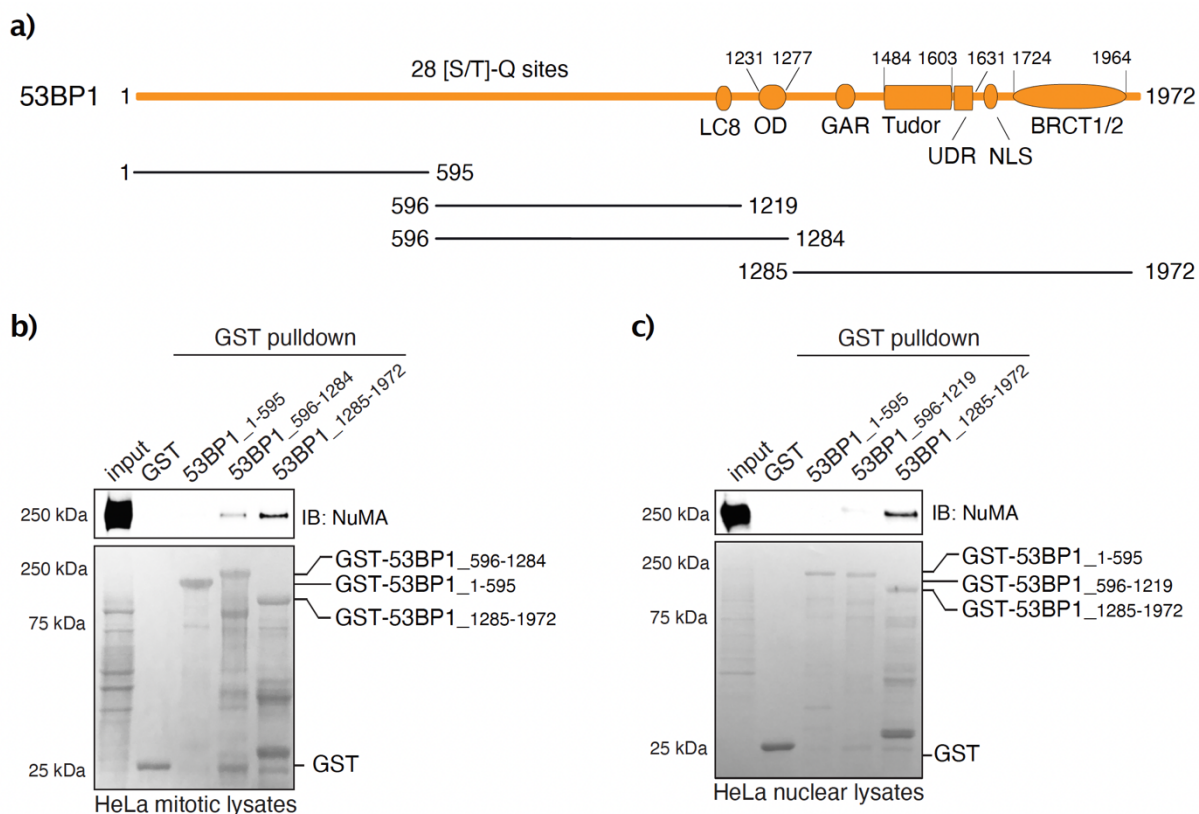 a)
28 [S/T]-Q sites
1231 1277 1484 1603 1631 1724 1964
53BP1 1 1972
LC8 OD GAR Tudor UDR NLS BRCT1/2
1 595
596 1219
596 1284
1285 1972
b)
GST pulldown
input
GST
53BP1_1-595
53BP1_596-1284
53BP1_1285-1972
250 kDa
IB: NuMA
250 kDa
75 kDa
25 kDa
GST-53BP1_596-1284
GST-53BP1_1-595
GST-53BP1_1285-1972
GST
HeLa mitotic lysates
c)
GST pulldown
input
GST
53BP1_1-595
53BP1_596-1219
53BP1_1285-1972
250 kDa
IB: NuMA
250 kDa
75 kDa
25 kDa
GST-53BP1_1-595
GST-53BP1_596-1219
GST-53BP1_1285-1972
GST
HeLa nuclear lysates